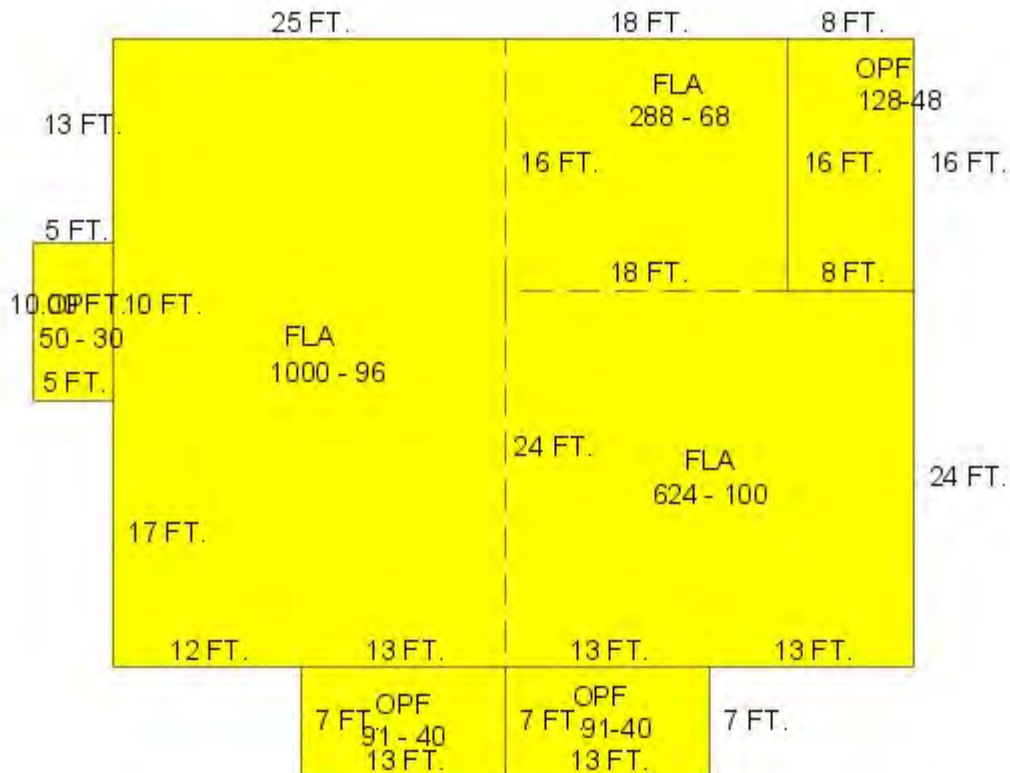 25 FT.
18 FT.
8 FT.
FLA
288 - 68
OPF
128-48
13 FT.
16 FT.
16 FT.
16 FT.
5 FT.
18 FT.
8 FT.
10.00 FT.
10 FT.
OPF
50 - 30
5 FT.
FLA
1000 - 96
24 FT.
FLA
624 - 100
24 FT.
17 FT.
12 FT.
13 FT.
13 FT.
13 FT.
7 FT.
OPF
91 - 40
13 FT.
7 FT.
OPF
91-40
13 FT.
7 FT.